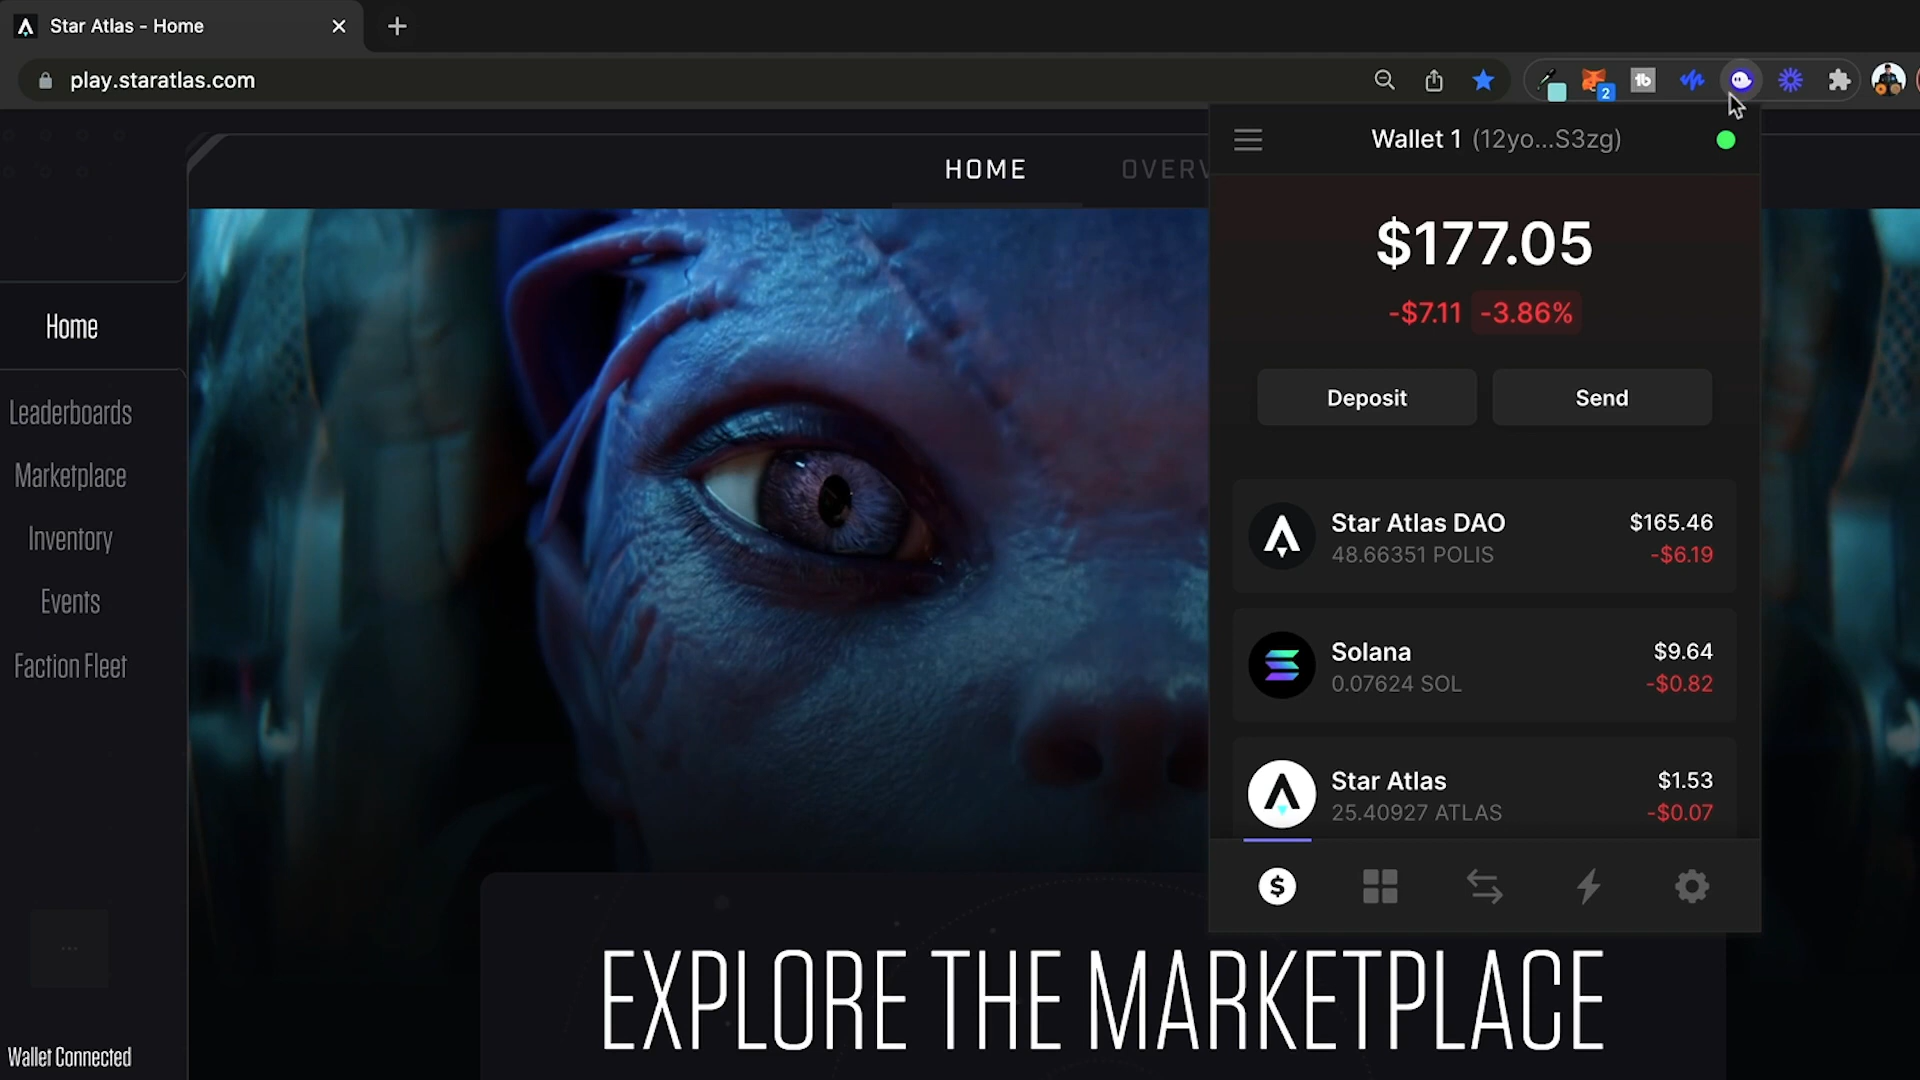 Star Atlas - Home
play.staratlas.com
2
tb
Wallet 1 (12yo...S3zg)
HOME
OVERV
$177.05
-$7.11 -3.86%
Deposit
Send
Star Atlas DAO
$165.46
48.66351 POLIS
-$6.19
Solana
$9.64
0.07624 SOL
-$0.82
Star Atlas
$1.53
25.40927 ATLAS
-$0.07
Home
Leaderboards
Marketplace
Inventory
Events
Faction Fleet
...
Wallet Connected
EXPLORE THE MARKETPLACE